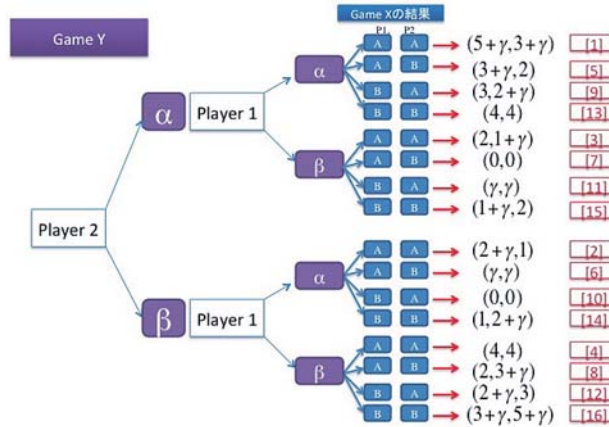 Game Y
Game Xの結果
P1 P2
A A (5+γ,3+γ) [1]
α
A B (3+γ,2) [5]
B A (3,2+γ) [9]
B B (4,4) [13]
α Player 1
A A (2,1+γ) [3]
A B (0,0) [7]
β
B A (γ,γ) [11]
B B (1+γ,2) [15]
Player 2
A A (2+γ,1) [2]
α
A B (γ,γ) [6]
B A (0,0) [10]
B B (1,2+γ) [14]
β Player 1
A A (4,4) [4]
A B (2,3+γ) [8]
β
B A (2+γ,3) [12]
B B (3+γ,5+γ) [16]